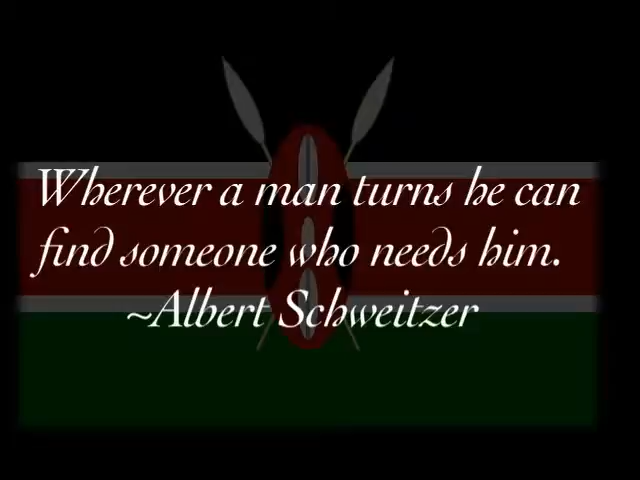 Wherever a man turns he can
find someone who needs him.
~Albert Schweitzer